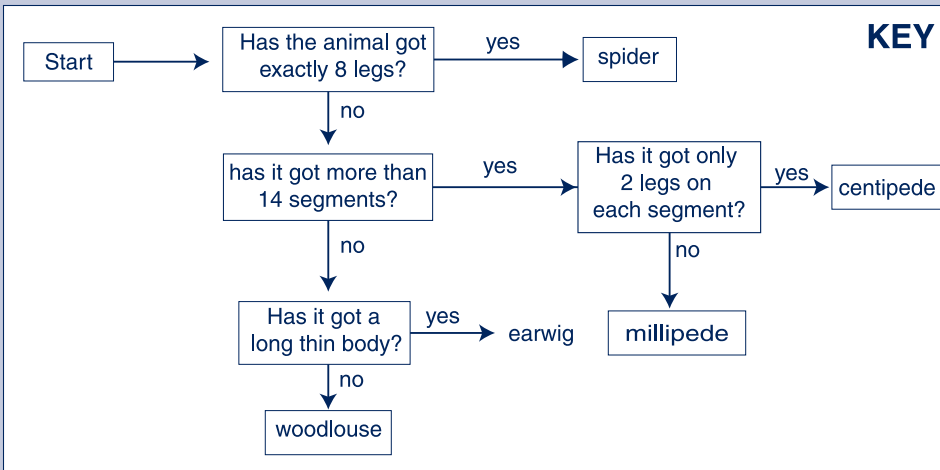 KEY
Start
Has the animal got
exactly 8 legs?
yes
spider
no
has it got more than
14 segments?
yes
Has it got only
2 legs on
each segment?
yes
centipede
no
no
millipede
Has it got a
long thin body?
yes
earwig
no
woodlouse